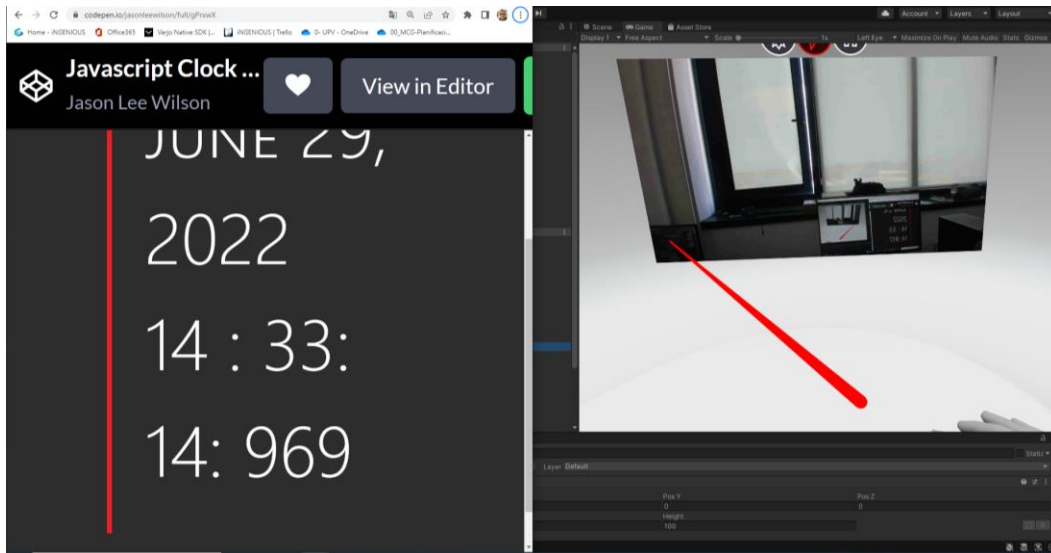 codepen.io/jasonleewilson/full/gPrxwX
Home - iNGENIOUS
Office365
Verjo Native SDK |...
iNGENIOUS | Trello
0- UPV - OneDrive
00_MCG-Planificaci...
Javascript Clock ...
Jason Lee Wilson
View in Editor
JUNE 29,
2022
14 : 33:
14: 969
Account
Layers
Layout
Scene
Game
Asset Store
Display 1
Free Aspect
Scale
1x
Left Eye
Maximize On Play
Mute Audio
Stats
Gizmos
Static
Layer
Default
Pos Y
Pos Z
0
0
Height
100